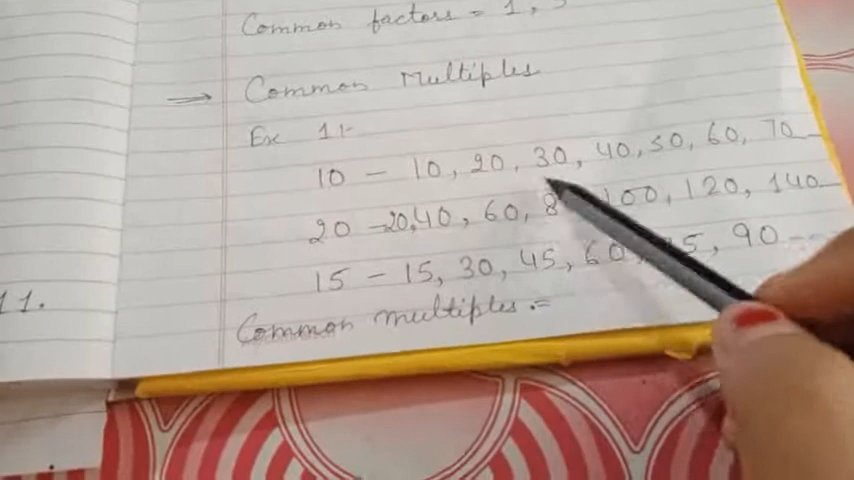 Common factors = 1,
→ Common Multiples
Ex 1:-
10 - 10, 20, 30, 40, 50, 60, 70
20 - 20, 40, 60, 100, 120, 140
11.
15 - 15, 30, 45, 60, 90
Common multiples =